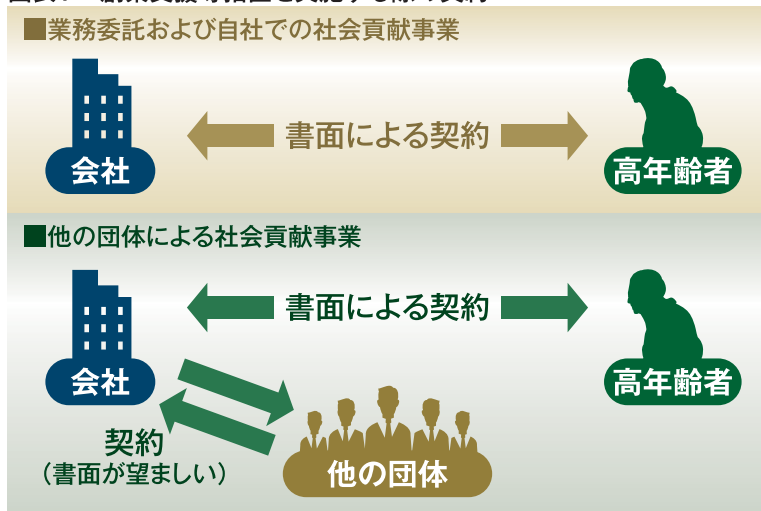 ■業務委託および自社での社会貢献事業
書面による契約
会社
高年齢者
■他の団体による社会貢献事業
書面による契約
会社
高年齢者
契約
（書面が望ましい）
他の団体